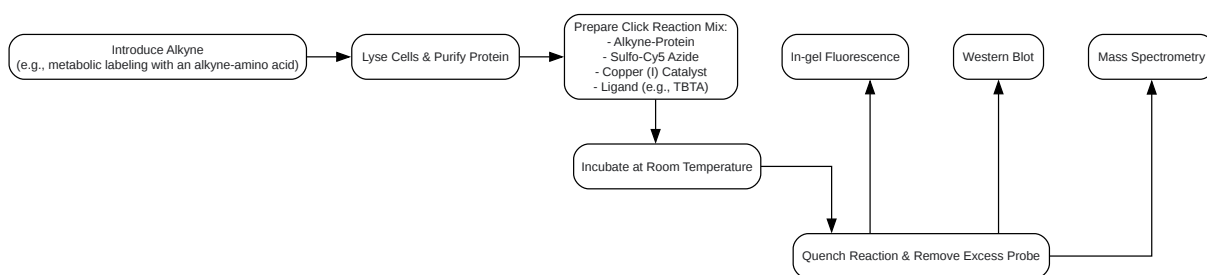 Introduce Alkyne
(e.g., metabolic labeling with an alkyne-amino acid)
Lyse Cells & Purify Protein
Prepare Click Reaction Mix:
- Alkyne-Protein
- Sulfo-Cy5 Azide
- Copper (I) Catalyst
- Ligand (e.g., TBTA)
Incubate at Room Temperature
Quench Reaction & Remove Excess Probe
In-gel Fluorescence
Western Blot
Mass Spectrometry